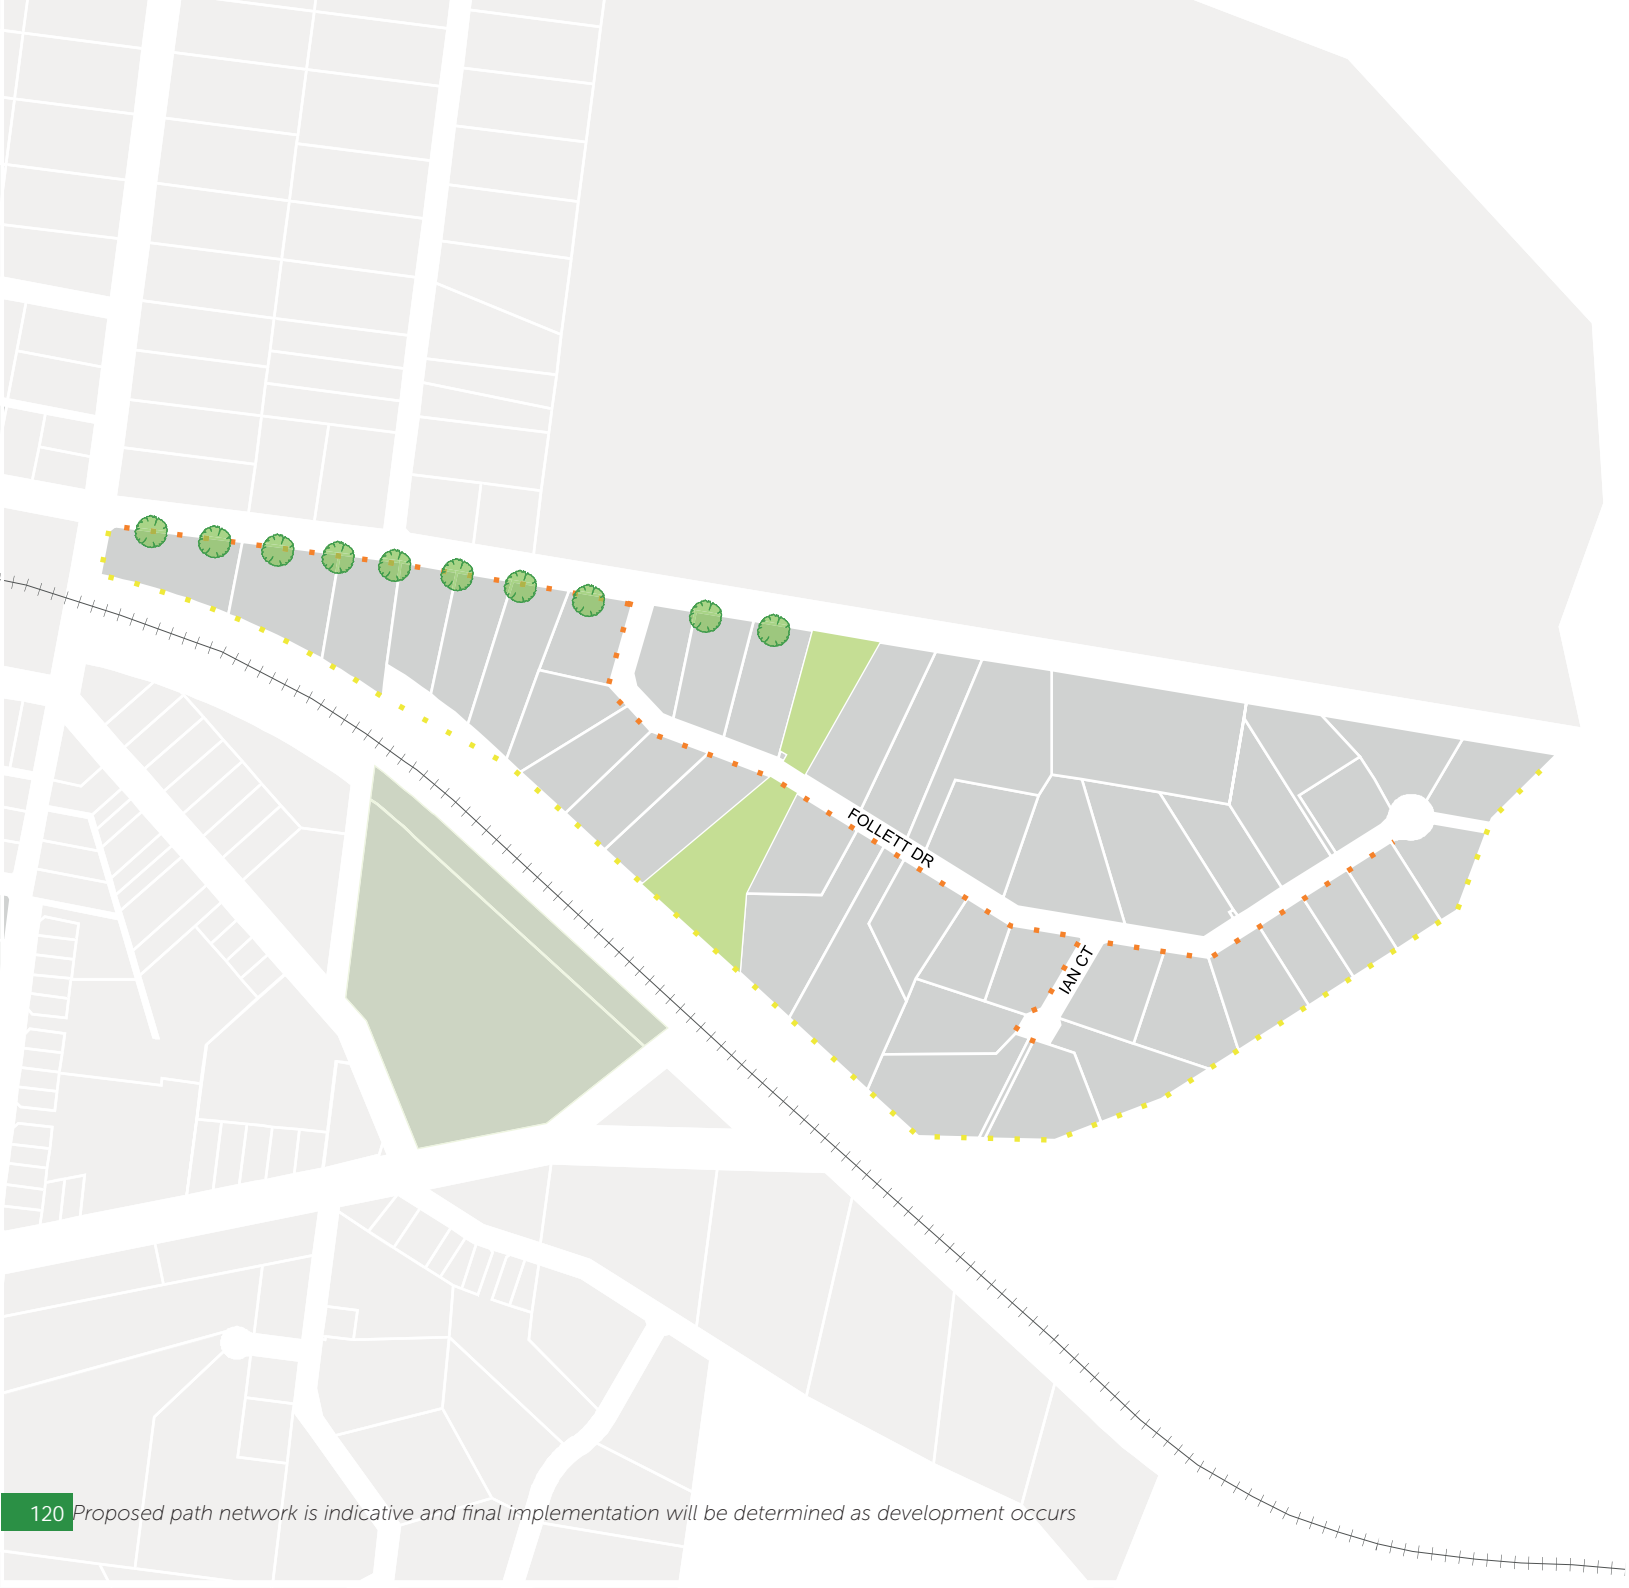 FOLLETT DR
IAN CT
120 Proposed path network is indicative and final implementation will be determined as development occurs